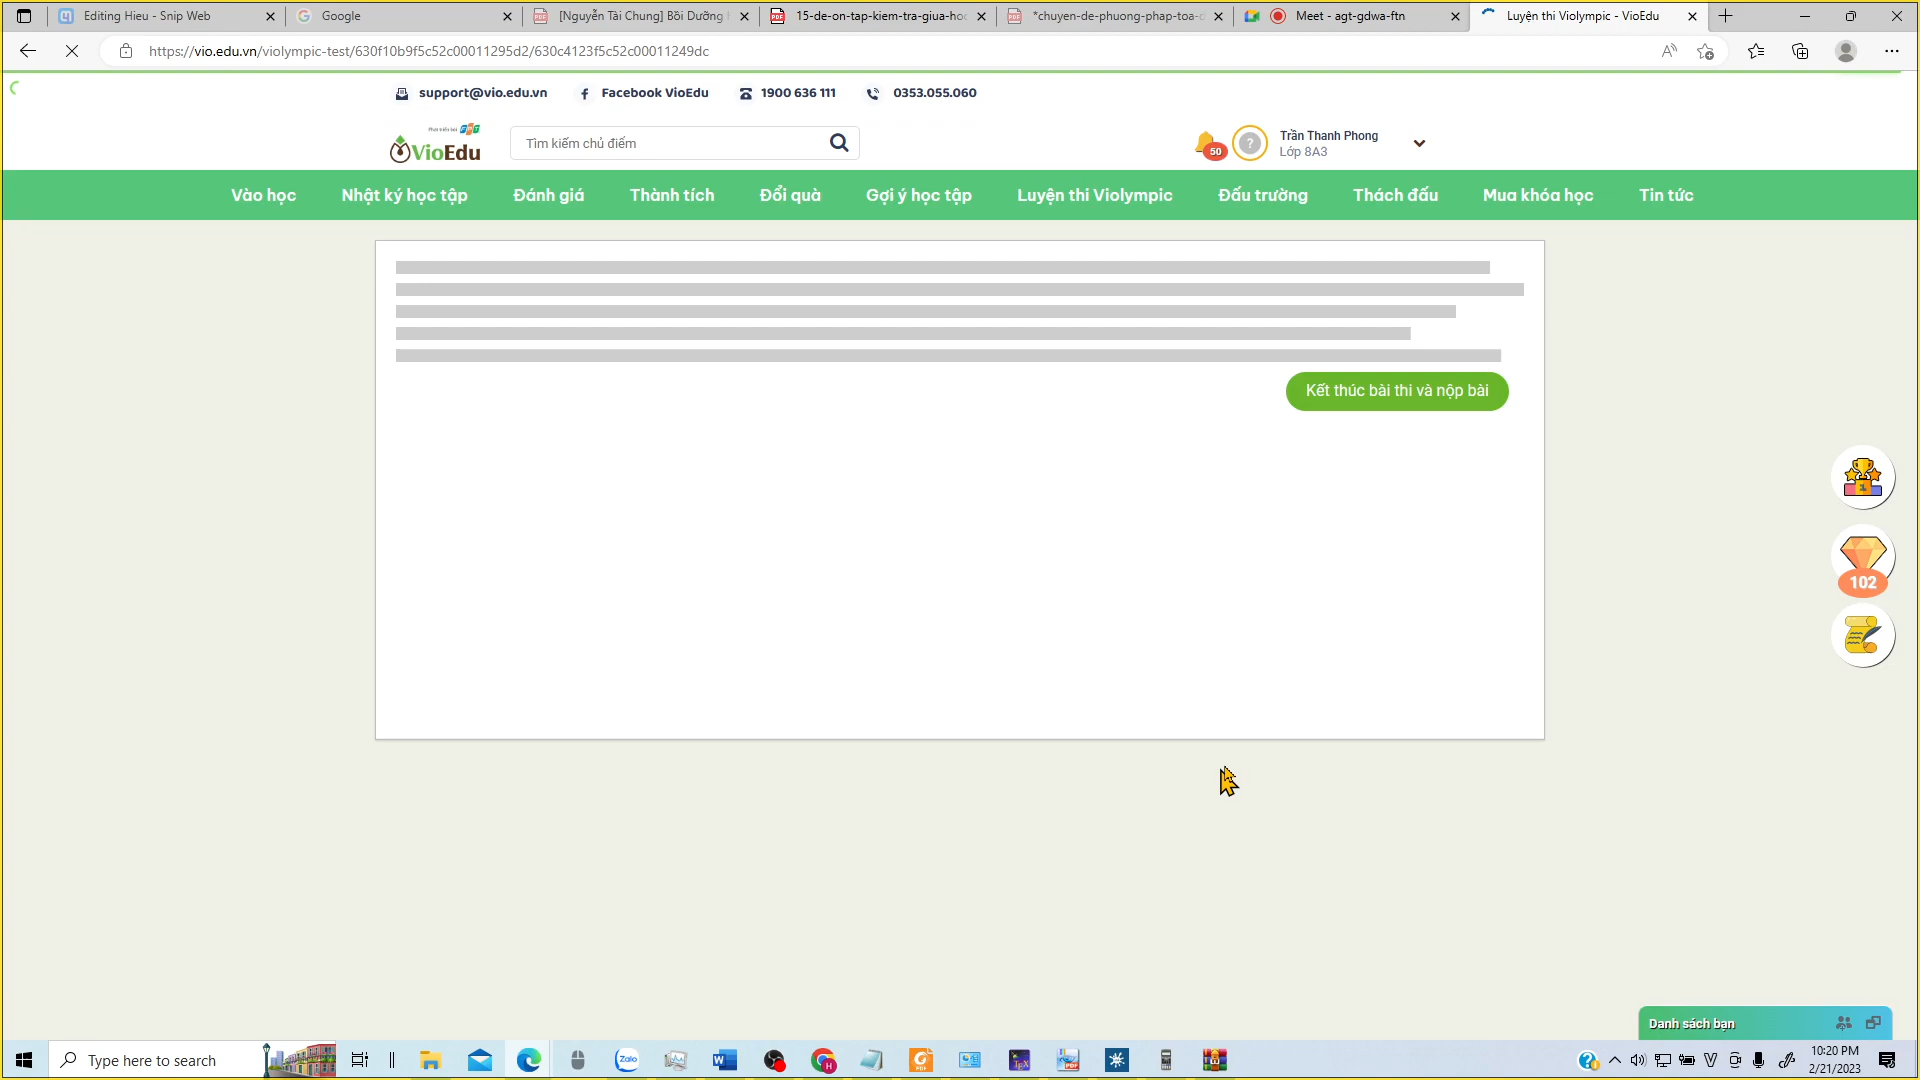 Editing Hieu - Snip Web
Google
[Nguyễn Tài Chung] Bồi Dưỡng
15-de-on-tap-kiem-tra-giua-hoc
*chuyen-de-phuong-phap-toa-d
Meet - agt-gdwa-ftn
Luyện thi Violympic - VioEdu
https://vio.edu.vn/violympic-test/630f10b9f5c52c00011295d2/630c4123f5c52c00011249dc
support@vio.edu.vn
Facebook VioEdu
1900 636 111
0353.055.060
FPT
VioEdu
Tìm kiếm chủ điểm
50
?
Trần Thanh Phong
Lớp 8A3
Vào học
Nhật ký học tập
Đánh giá
Thành tích
Đổi quà
Gợi ý học tập
Luyện thi Violympic
Đấu trường
Thách đấu
Mua khóa học
Tin tức
Kết thúc bài thi và nộp bài
1
102
Danh sách bạn
Type here to search
Zalo
10:20 PM
2/21/2023